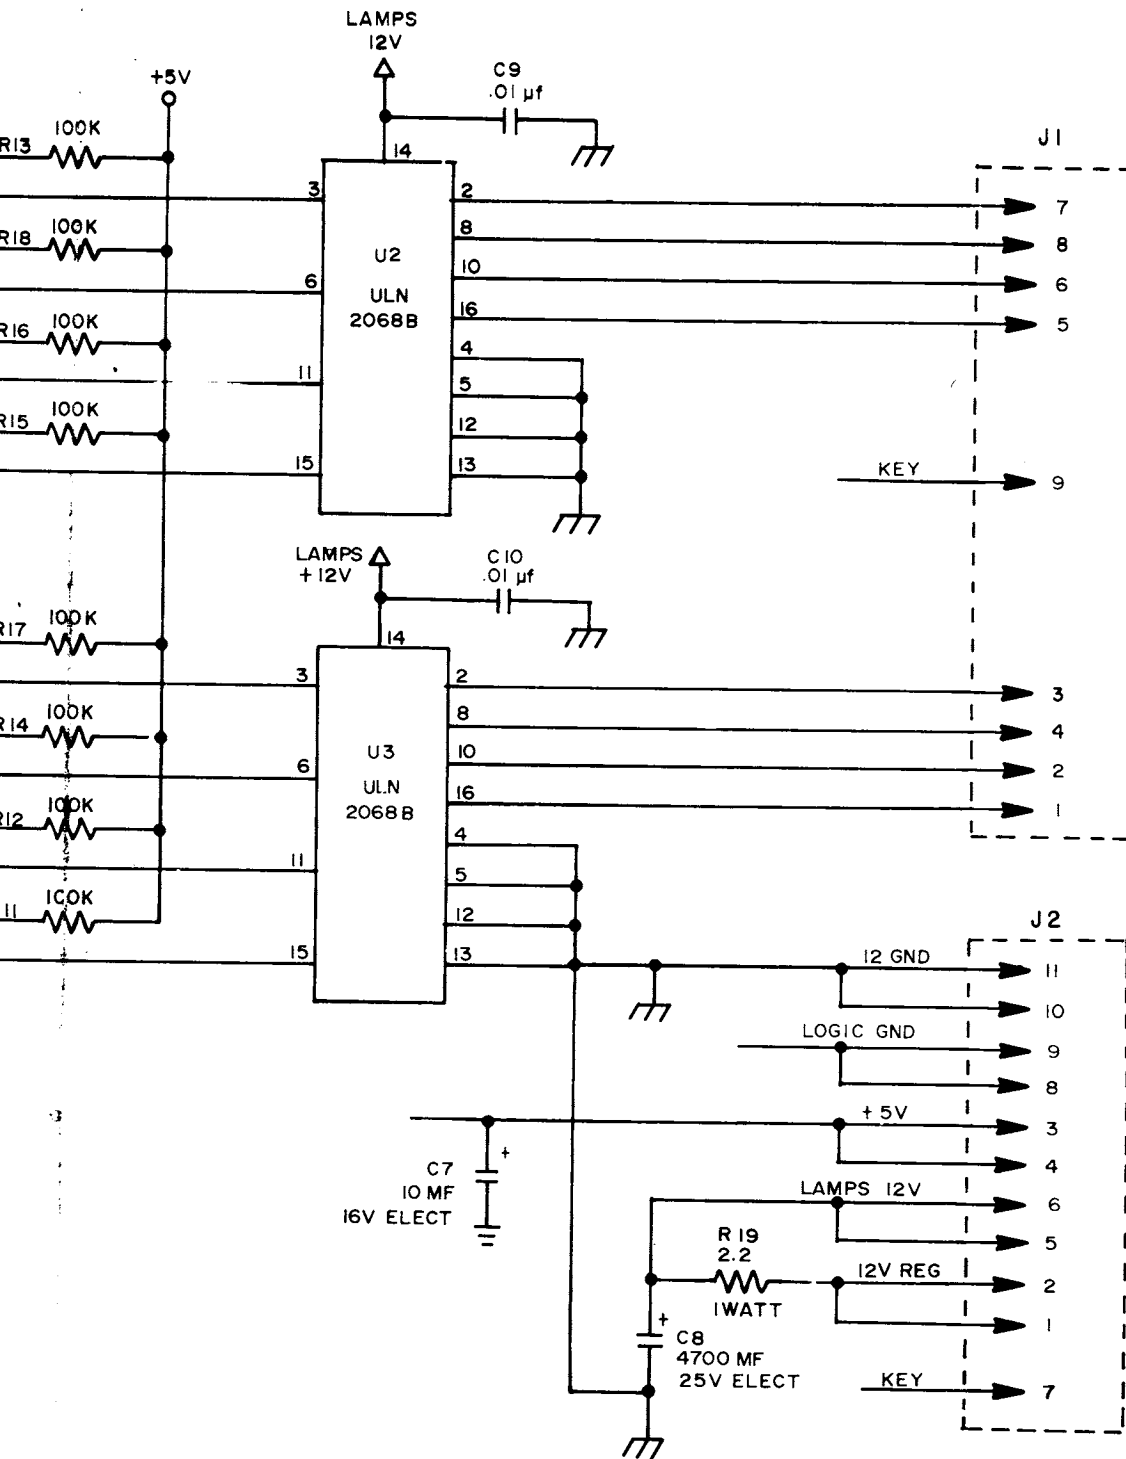 LAMPS
12V
+5V
C9
.01 µf
R13
100K
14
J1
3
2
7
R18
100K
8
8
U2
6
10
6
ULN
2068B
R16
100K
16
5
4
11
5
R15
100K
12
15
13
KEY
9
LAMPS
+12V
C10
.01 µf
R17
100K
14
3
2
3
R14
100K
8
4
U3
6
10
2
ULN
2068B
R12
100K
16
1
4
11
5
11
100K
12
15
13
J2
12 GND
11
10
LOGIC GND
9
8
+5V
3
4
+
C7
10 MF
16V ELECT
LAMPS 12V
6
5
R19
2.2
1WATT
12V REG
2
1
+
C8
4700 MF
25V ELECT
KEY
7